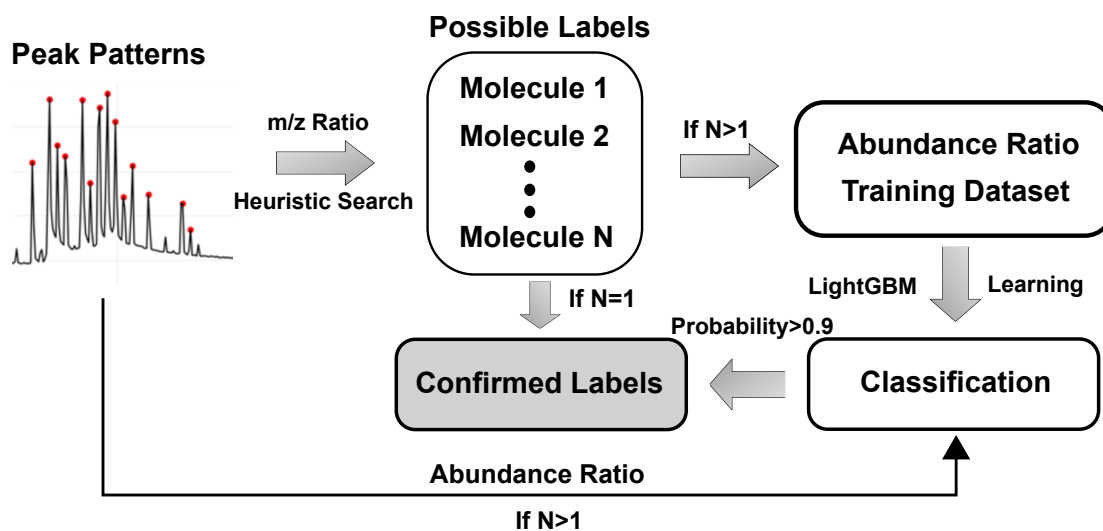 Peak Patterns
m/z Ratio
Heuristic Search
Possible Labels
Molecule 1
Molecule 2
Molecule N
If N>1
Abundance Ratio
Training Dataset
LightGBM
Learning
If N=1
Probability>0.9
Confirmed Labels
Classification
Abundance Ratio
If N>1